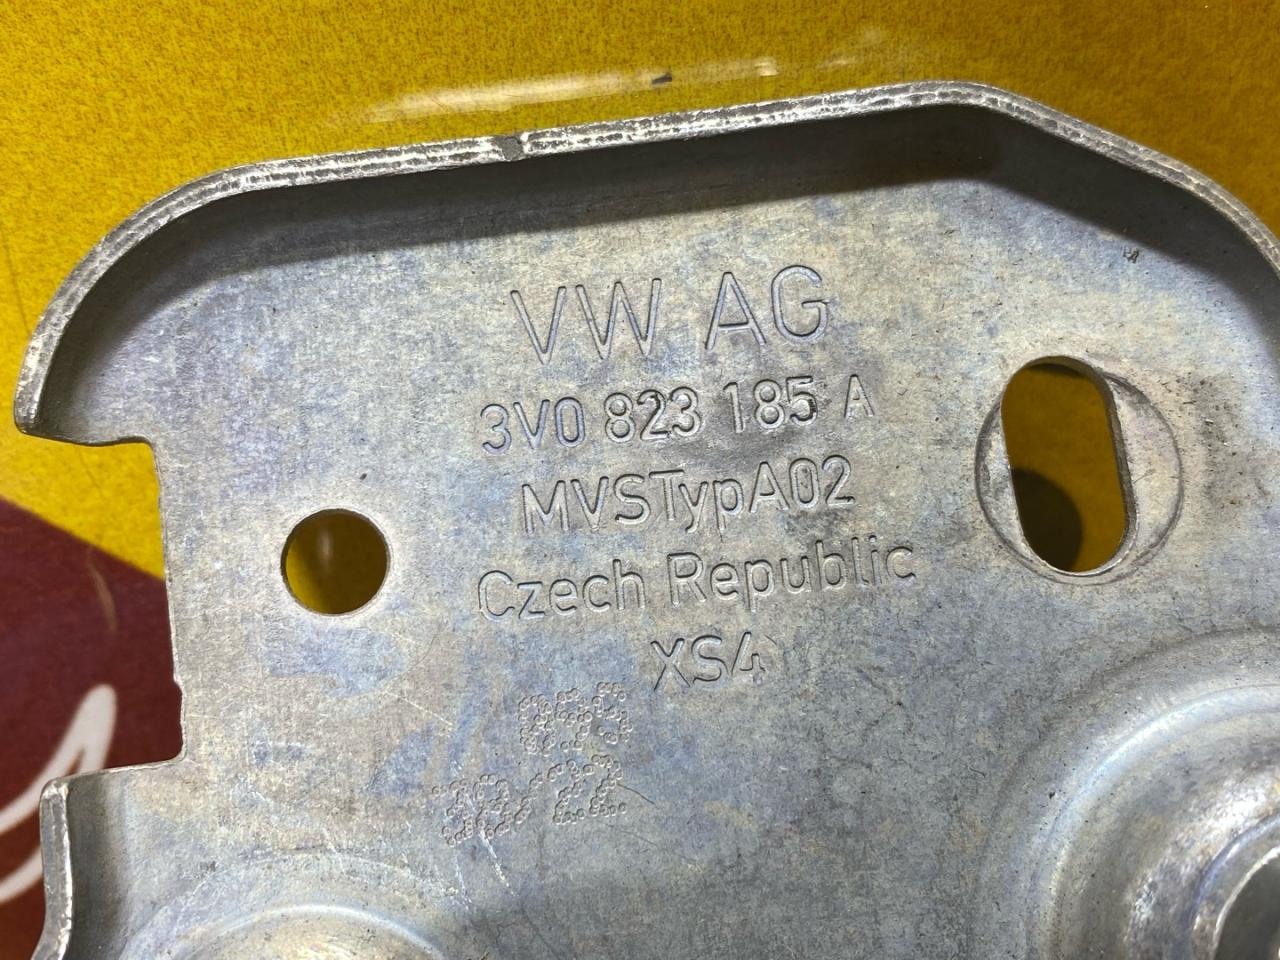 VW AG
3V0 823 185 A
MVSTypA02
Czech Republic
XS4